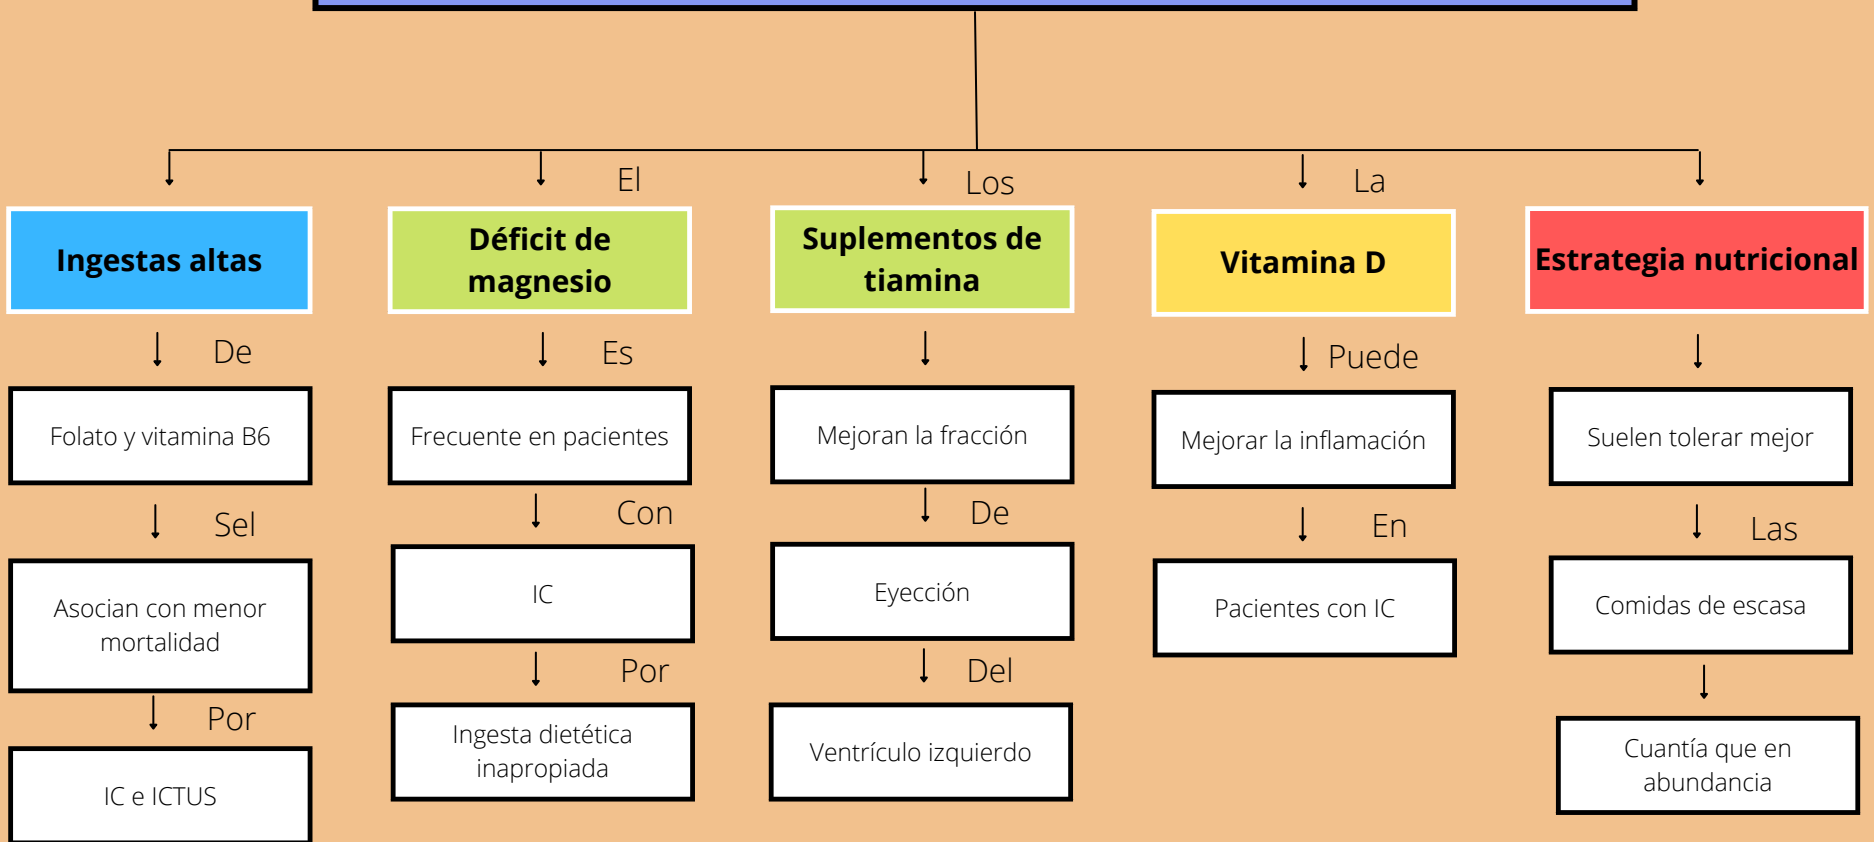 El
Los
La
Ingestas altas
Déficit de
magnesio
Suplementos de
tiamina
Vitamina D
Estrategia nutricional
De
Es
Puede
Folato y vitamina B6
Frecuente en pacientes
Mejoran la fracción
Mejorar la inflamación
Suelen tolerar mejor
Sel
Con
De
En
Las
Asocian con menor
mortalidad
IC
Eyección
Pacientes con IC
Comidas de escasa
Por
Por
Del
IC e ICTUS
Ingesta dietética
inapropiada
Ventrículo izquierdo
Cuantía que en
abundancia